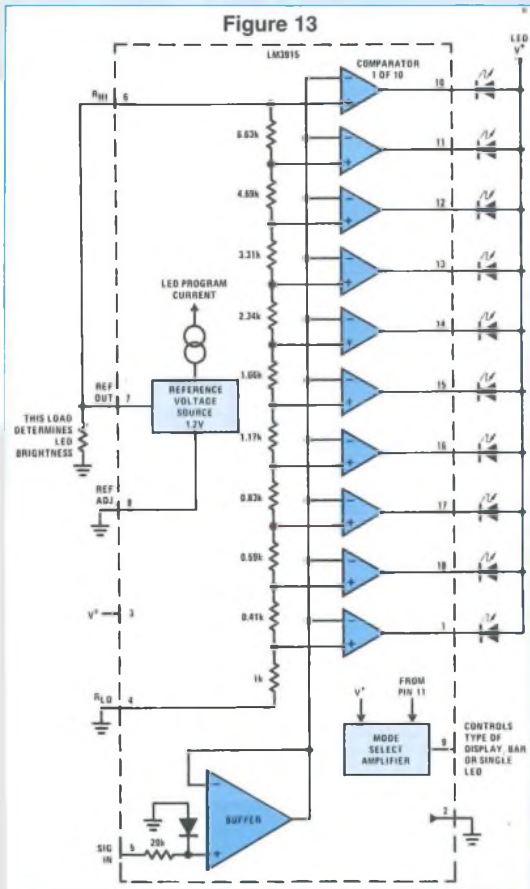 Figure 13
LED
V+
LM3915
COMPARATOR
1 OF 10
RHI
6
10
6.63k
11
4.69k
12
3.31k
13
LED PROGRAM
CURRENT
2.34k
14
REF
OUT
7
REFERENCE
VOLTAGE
SOURCE
1.2V
1.66k
15
THIS LOAD
DETERMINES
LED
BRIGHTNESS
1.17k
16
REF
ADJ
8
0.83k
17
0.59k
18
V+
3
0.41k
1
1k
RLO
4
V+
FROM
PIN 11
MODE
SELECT
AMPLIFIER
9
CONTROLS
TYPE OF
DISPLAY, BAR
OR SINGLE
LED
BUFFER
2
SIG
IN
5
20k